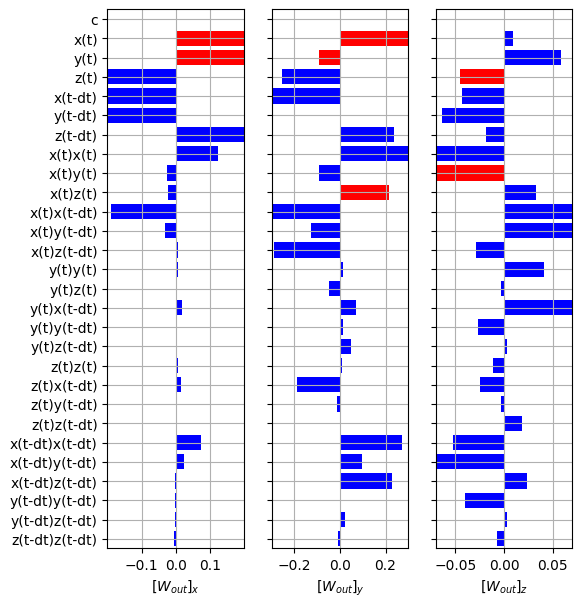 c
x(t)
y(t)
z(t)
x(t-dt)
y(t-dt)
z(t-dt)
x(t)x(t)
x(t)y(t)
x(t)z(t)
x(t)x(t-dt)
x(t)y(t-dt)
x(t)z(t-dt)
y(t)y(t)
y(t)z(t)
y(t)x(t-dt)
y(t)y(t-dt)
y(t)z(t-dt)
z(t)z(t)
z(t)x(t-dt)
z(t)y(t-dt)
z(t)z(t-dt)
x(t-dt)x(t-dt)
x(t-dt)y(t-dt)
x(t-dt)z(t-dt)
y(t-dt)y(t-dt)
y(t-dt)z(t-dt)
z(t-dt)z(t-dt)
−0.1 0.0 0.1
[W_out]_x
−0.2 0.0 0.2
[W_out]_y
−0.05 0.00 0.05
[W_out]_z